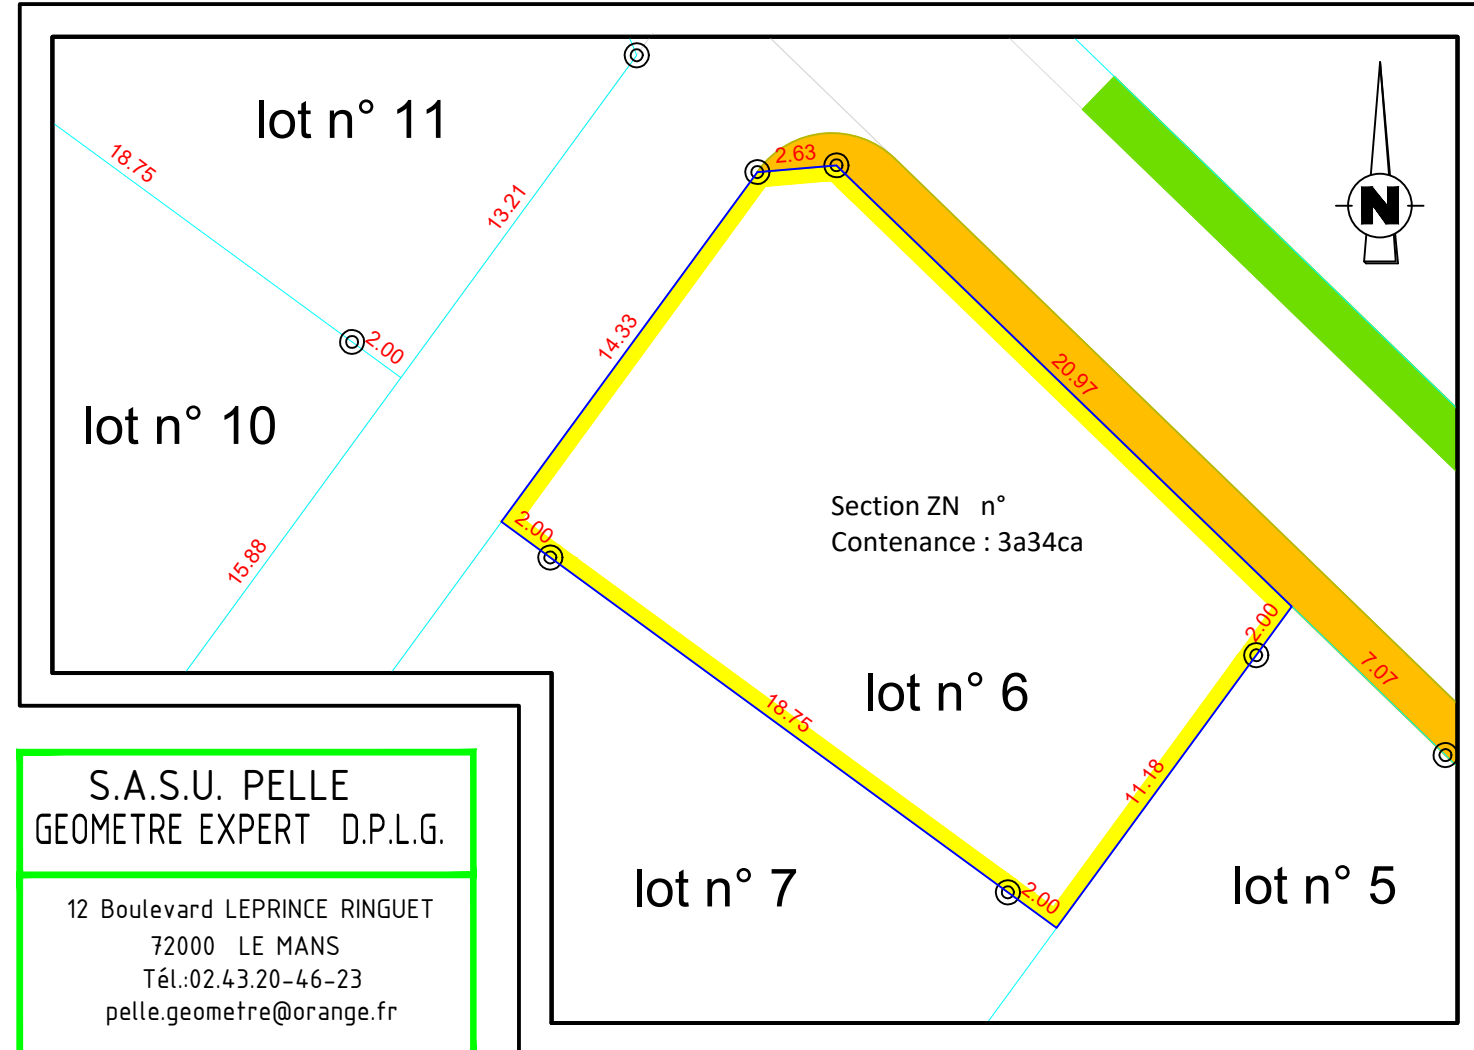 lot n° 11
2.63
18.75
13.21
N
14.33
2.00
20.97
lot n° 10
Section ZN n°
Contenance : 3a34ca
2.00
15.88
2.00
7.07
lot n° 6
18.75
11.18
lot n° 7
2.00
lot n° 5
S.A.S.U. PELLE
GEOMETRE EXPERT D.P.L.G.
12 Boulevard LEPRINCE RINGUET
72000 LE MANS
Tél.:02.43.20-46-23
pelle.geometre@orange.fr